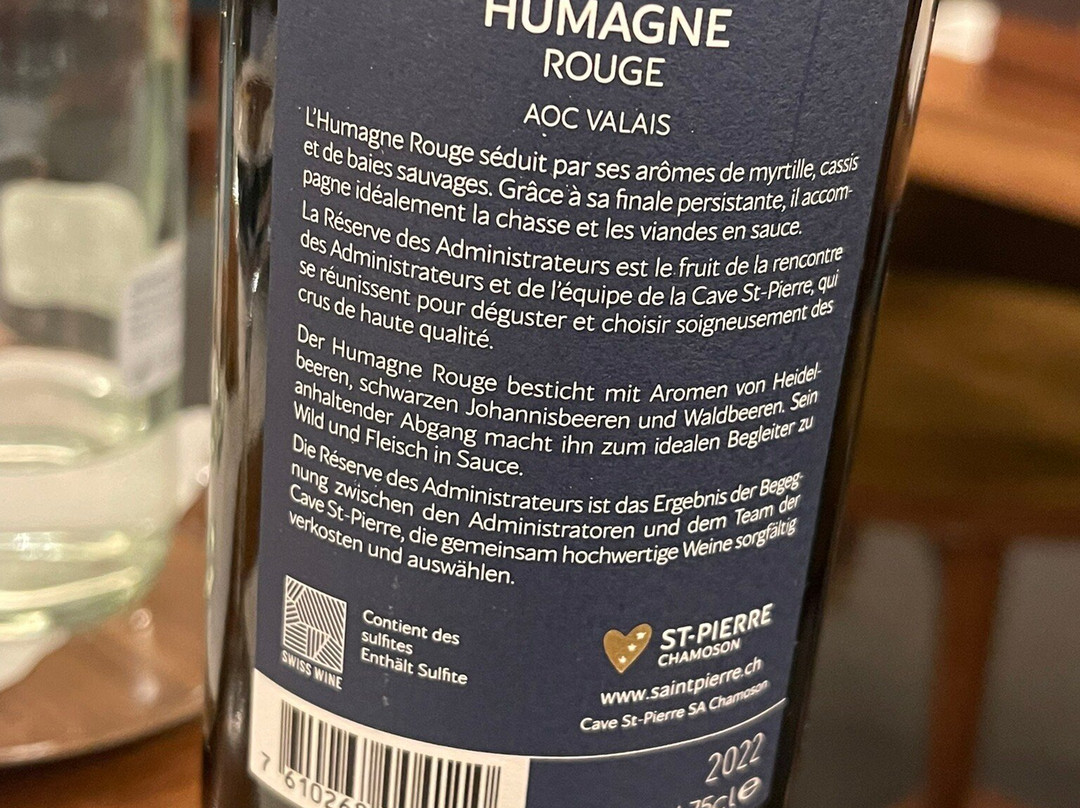 HUMAGNE
ROUGE
AOC VALAIS
L'Humagne Rouge séduit par ses arômes de myrtille, cassis
et de baies sauvages. Grâce à sa finale persistante, il accom-
pagne idéalement la chasse et les viandes en sauce.
La Réserve des Administrateurs est le fruit de la rencontre
des Administrateurs et de l'équipe de la Cave St-Pierre, qui
se réunissent pour déguster et choisir soigneusement des
crus de haute qualité.
Der Humagne Rouge besticht mit Aromen von Heidel-
beeren, schwarzen Johannisbeeren und Waldbeeren. Sein
anhaltender Abgang macht ihn zum idealen Begleiter zu
Wild und Fleisch in Sauce.
Die Réserve des Administrateurs ist das Ergebnis der Begeg-
nung zwischen den Administratoren und dem Team der
Cave St-Pierre, die gemeinsam hochwertige Weine sorgfältig
verkosten und auswählen.
SWISS WINE
Contient des
sulfites
Enthält Sulfite
ST-PIERRE
CHAMOSON
www.saintpierre.ch
Cave St-Pierre SA Chamoson
2022
75cl e
7 610268